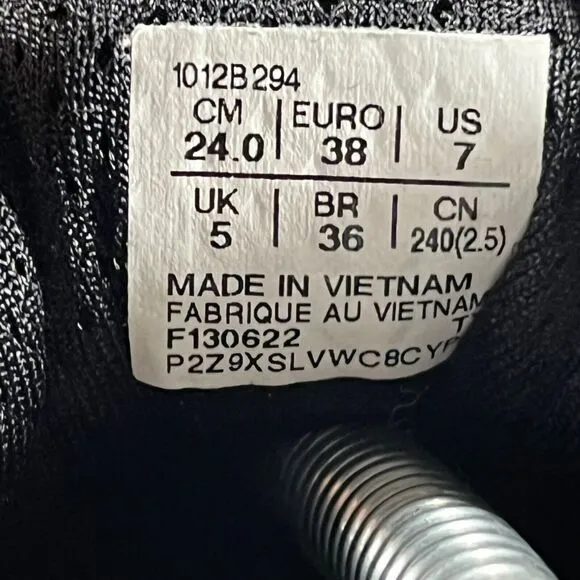 1012B294
CM | EURO | US
24.0 | 38 | 7
UK | BR | CN
5 | 36 | 240(2.5)
MADE IN VIETNAM
FABRIQUE AU VIETNAM
F130622